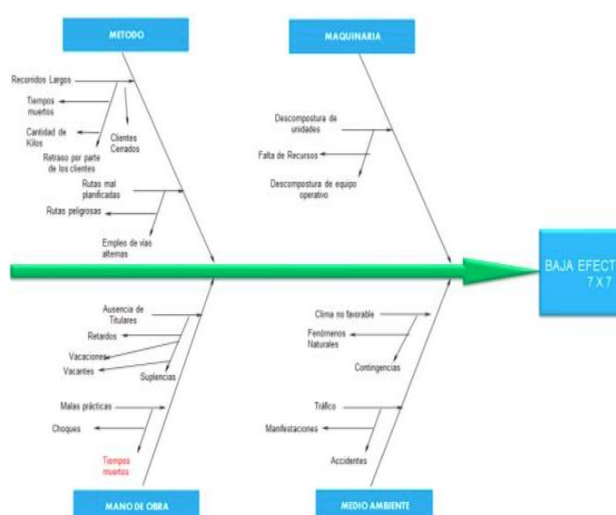 METODO
MAQUINARIA
Recorridos Largos
Tiempos
muertos
Cantidad de
Kilos
Clientes
Cerrados
Retraso por parte
de los clientes
Rutas mal
planificadas
Rutas peligrosas
Empleo de vías
alternas
Descompostura de
unidades
Falta de Recursos
Descompostura de equipo
operativo
BAJA EFECT
7 X 7
Ausencia de
Titulares
Retardos
Vacaciones
Vacantes
Suplencias
Malas prácticas
Choques
Tiempos
muertos
Clima no favorable
Fenómenos
Naturales
Contingencias
Tráfico
Manifestaciones
Accidentes
MANO DE OBRA
MEDIO AMBIENTE